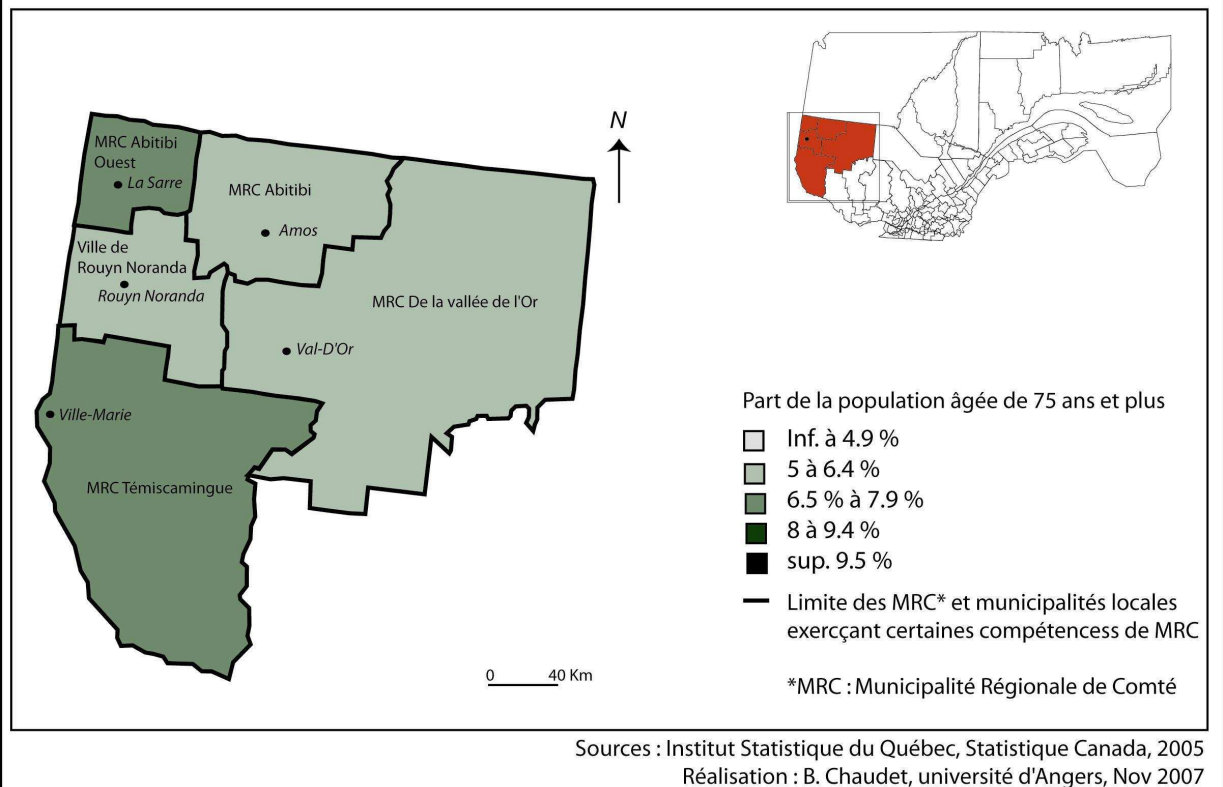 N
MRC Abitibi
Ouest
La Sarre
MRC Abitibi
Amos
Ville de
Rouyn Noranda
Rouyn Noranda
MRC De la vallée de l'Or
Val-D'Or
Ville-Marie
MRC Témiscamingue
0 40 Km
Part de la population âgée de 75 ans et plus
Inf. à 4.9 %
5 à 6.4 %
6.5 % à 7.9 %
8 à 9.4 %
sup. 9.5 %
Limite des MRC* et municipalités locales
exercçant certaines compétencess de MRC
*MRC : Municipalité Régionale de Comté
Sources : Institut Statistique du Québec, Statistique Canada, 2005
Réalisation : B. Chaudet, université d'Angers, Nov 2007